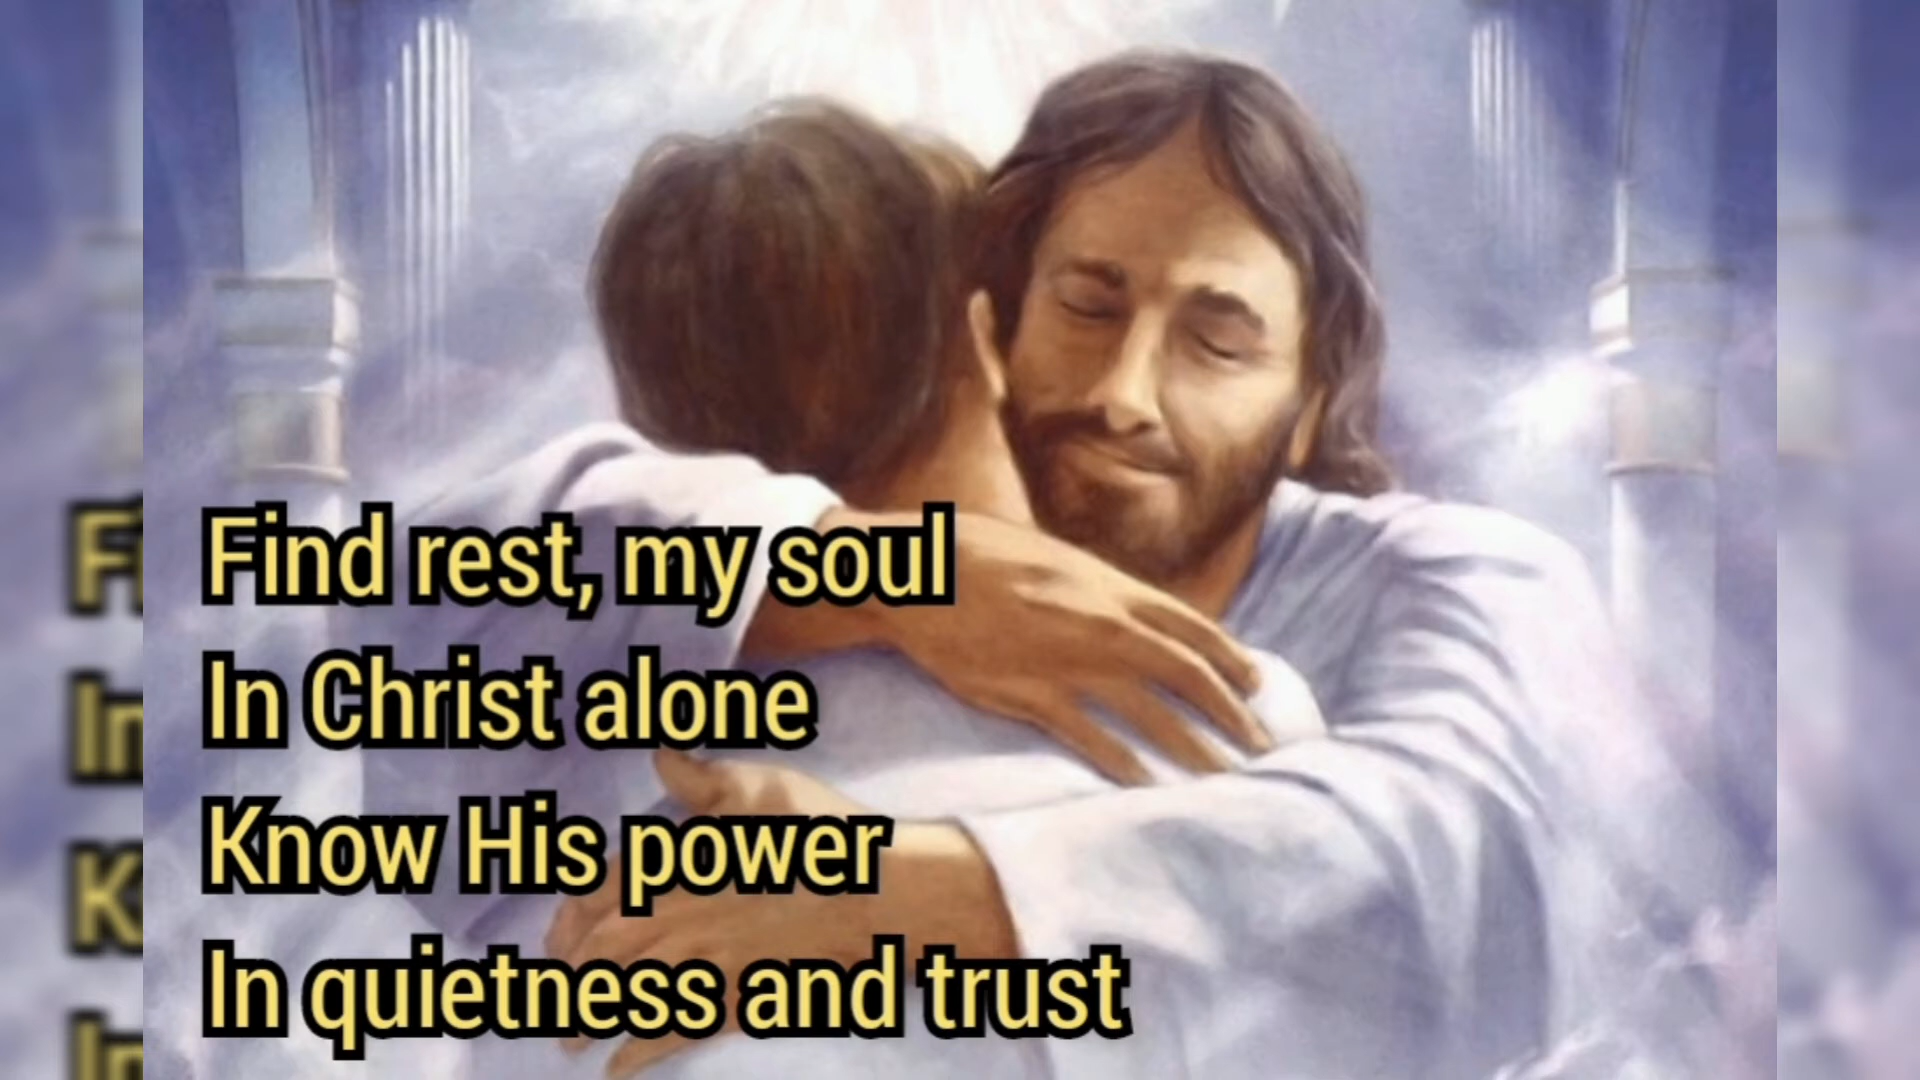 Find rest, my soul
In Christ alone
Know His power
In quietness and trust